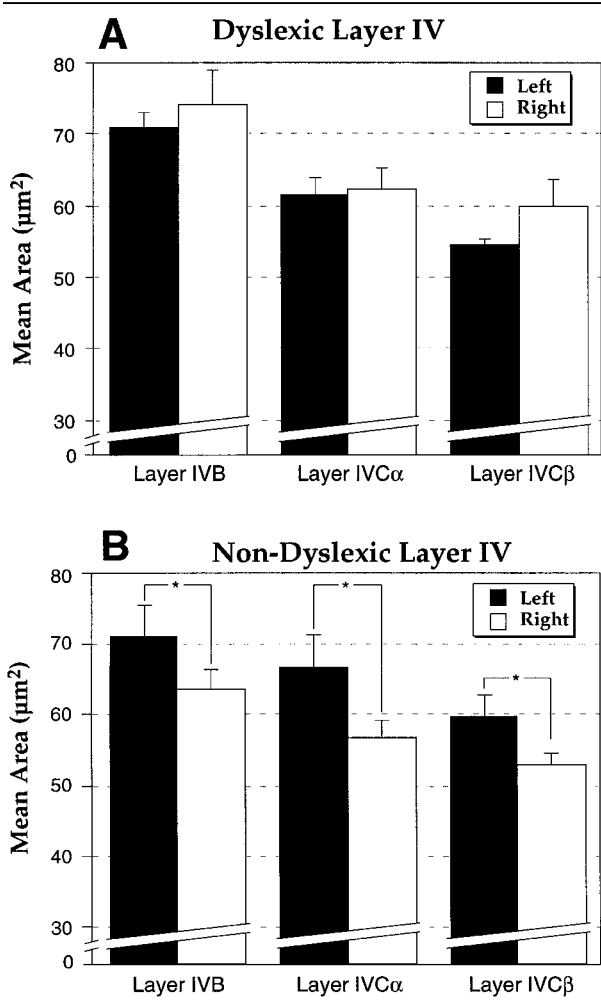 A Dyslexic Layer IV
80
70
60
50
40
30
0
Mean Area (µm²)
Left
Right
Layer IVB
Layer IVCα
Layer IVCβ
B Non-Dyslexic Layer IV
80
70
60
50
40
30
0
Mean Area (µm²)
Left
Right
*
*
*
Layer IVB
Layer IVCα
Layer IVCβ